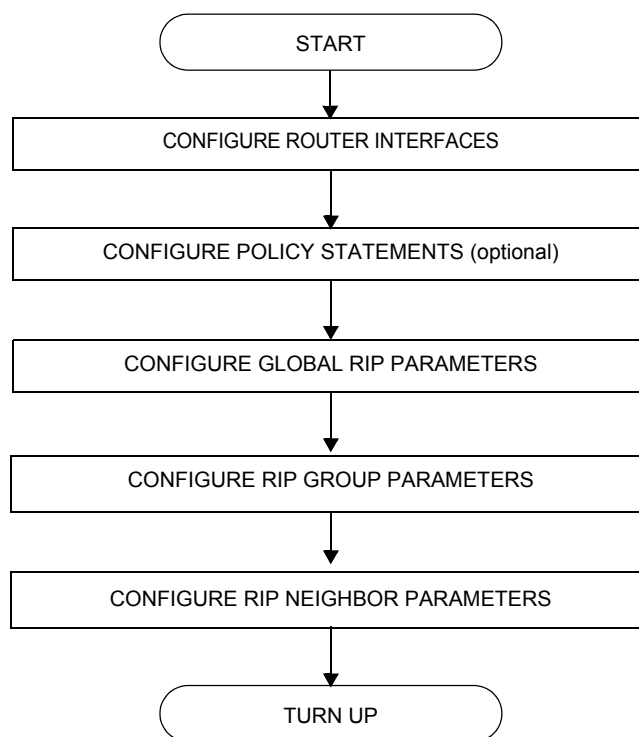 START
CONFIGURE ROUTER INTERFACES
CONFIGURE POLICY STATEMENTS (optional)
CONFIGURE GLOBAL RIP PARAMETERS
CONFIGURE RIP GROUP PARAMETERS
CONFIGURE RIP NEIGHBOR PARAMETERS
TURN UP